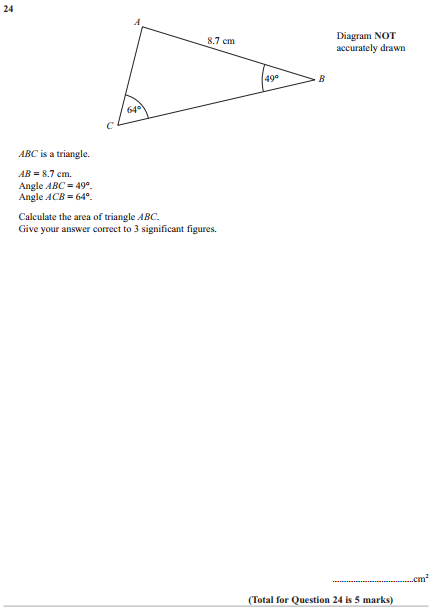 24
A
8.7 cm
Diagram NOT
accurately drawn
49°
B
64°
C
ABC is a triangle.
AB = 8.7 cm.
Angle ABC = 49°.
Angle ACB = 64°.
Calculate the area of triangle ABC.
Give your answer correct to 3 significant figures.
......................................cm²
(Total for Question 24 is 5 marks)